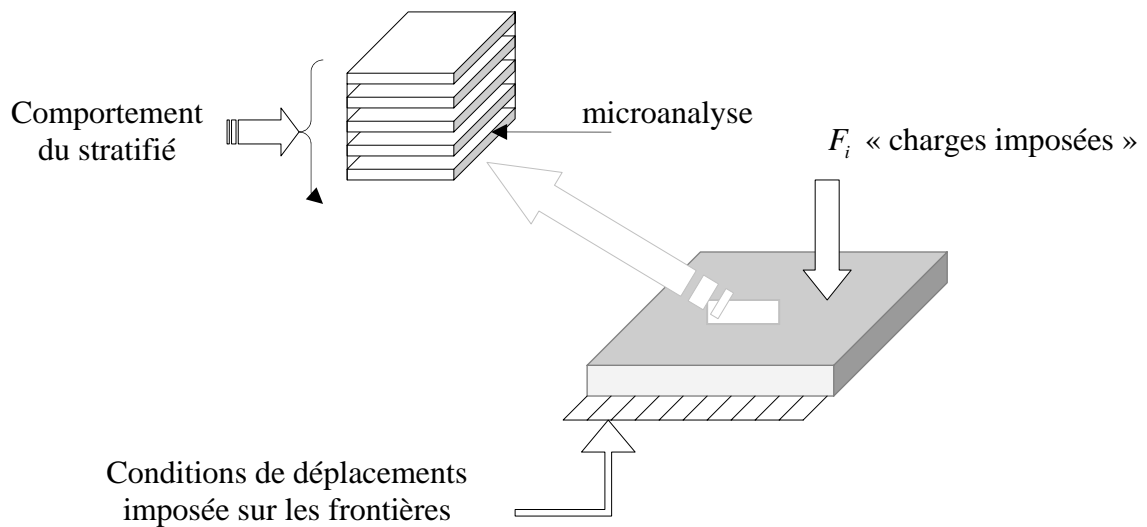 Comportement
du stratifié
microanalyse
F_i « charges imposées »
Conditions de déplacements
imposée sur les frontières